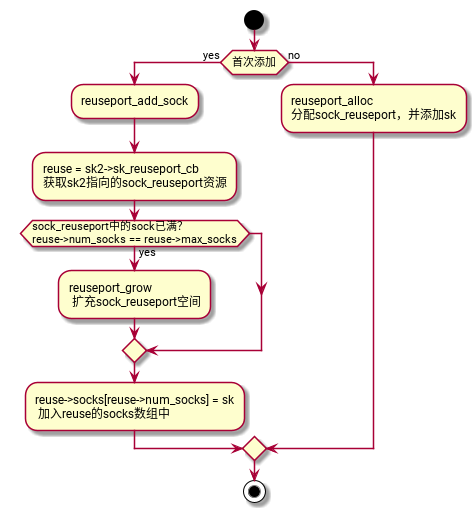 首次添加
yes
no
reuseport_add_sock
reuseport_alloc
分配sock_reuseport，并添加sk
reuse = sk2->sk_reuseport_cb
获取sk2指向的sock_reuseport资源
sock_reuseport中的sock已满?
reuse->num_socks == reuse->max_socks
yes
reuseport_grow
扩充sock_reuseport空间
reuse->socks[reuse->num_socks] = sk
加入reuse的socks数组中